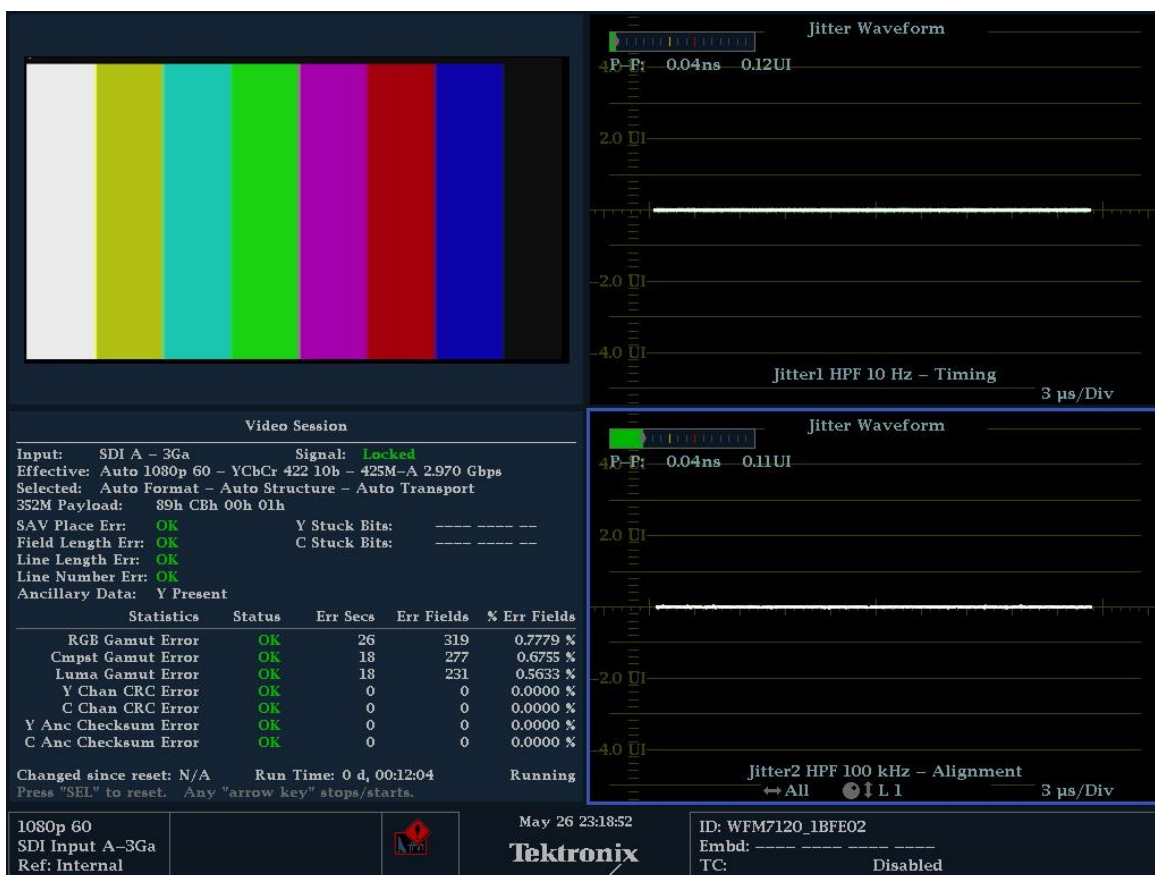 Jitter Waveform
P-P: 0.04ns 0.12UI
4.0 UI
2.0 UI
-2.0 UI
-4.0 UI
Jitter1 HPF 10 Hz – Timing
3 µs/Div
Video Session
Input: SDI A – 3Ga Signal: Locked
Effective: Auto 1080p 60 – YCbCr 422 10b – 425M-A 2.970 Gbps
Selected: Auto Format – Auto Structure – Auto Transport
352M Payload: 89h CBh 00h 01h
SAV Place Err: OK Y Stuck Bits: ---- ---- --
Field Length Err: OK C Stuck Bits: ---- ---- --
Line Length Err: OK
Line Number Err: OK
Ancillary Data: Y Present
Statistics Status Err Secs Err Fields % Err Fields
RGB Gamut Error OK 26 319 0.7779 %
Cmpst Gamut Error OK 18 277 0.6755 %
Luma Gamut Error OK 18 231 0.5633 %
Y Chan CRC Error OK 0 0 0.0000 %
C Chan CRC Error OK 0 0 0.0000 %
Y Anc Checksum Error OK 0 0 0.0000 %
C Anc Checksum Error OK 0 0 0.0000 %
Changed since reset: N/A Run Time: 0 d, 00:12:04 Running
Press "SEL" to reset. Any "arrow key" stops/starts.
Jitter Waveform
P-P: 0.04ns 0.11UI
4.0 UI
2.0 UI
-2.0 UI
-4.0 UI
Jitter2 HPF 100 kHz – Alignment
↔ All ↕ L 1 3 µs/Div
1080p 60
SDI Input A-3Ga
Ref: Internal
May 26 23:18:52
Tektronix
ID: WFM7120_1BFE02
Embd: ---- ---- ---- ----
TC: Disabled